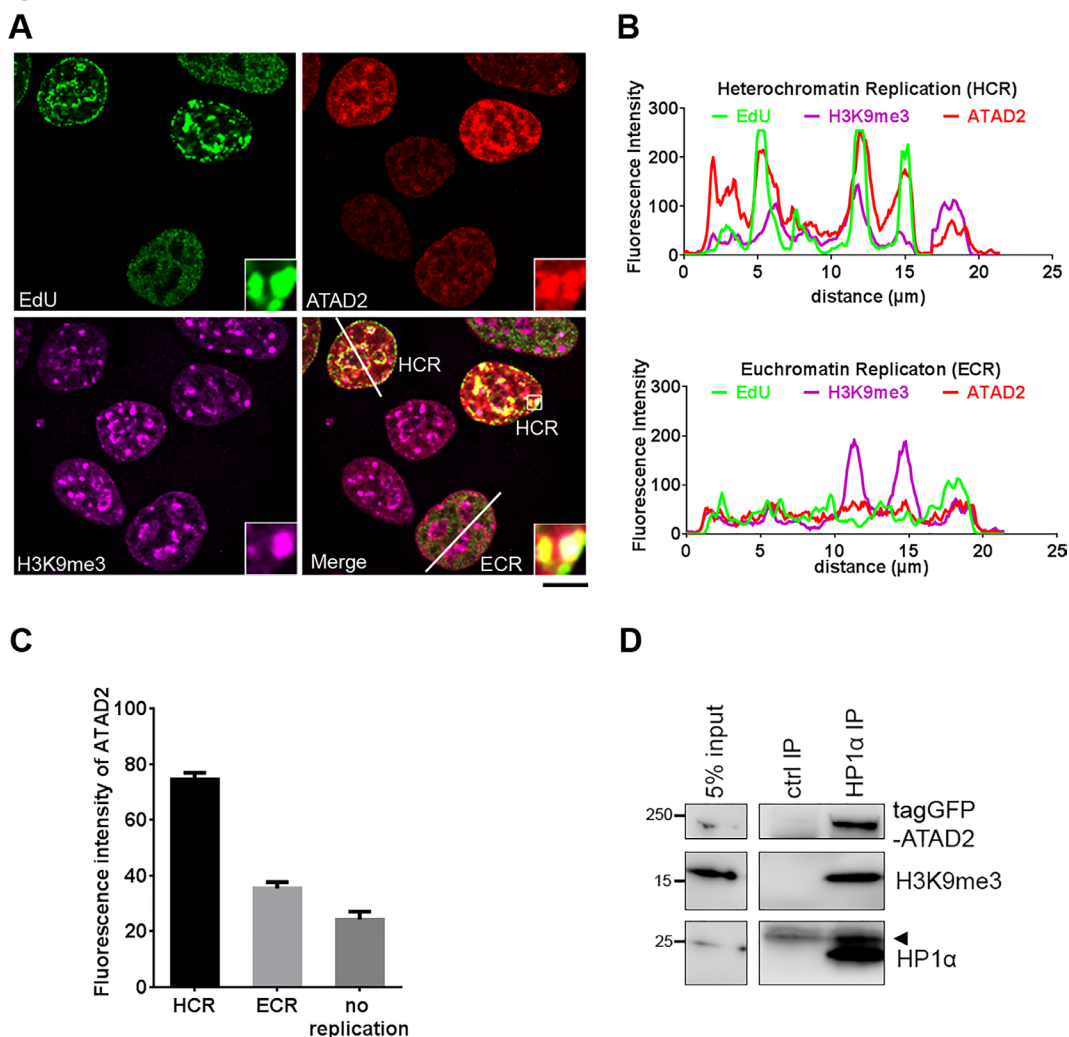 A
EdU
ATAD2
H3K9me3
Merge
HCR
HCR
ECR
B
Heterochromatin Replication (HCR)
EdU H3K9me3 ATAD2
Fluorescence Intensity
300
200
100
0
0 5 10 15 20 25
distance (µm)
Euchromatin Replicaton (ECR)
EdU H3K9me3 ATAD2
Fluorescence Intensity
300
200
100
0
0 5 10 15 20 25
distance (µm)
C
Fluorescence intensity of ATAD2
100
80
60
40
20
0
HCR ECR no
replication
D
5% input ctrl IP HP1α IP
250 tagGFP
-ATAD2
15 H3K9me3
25
HP1α